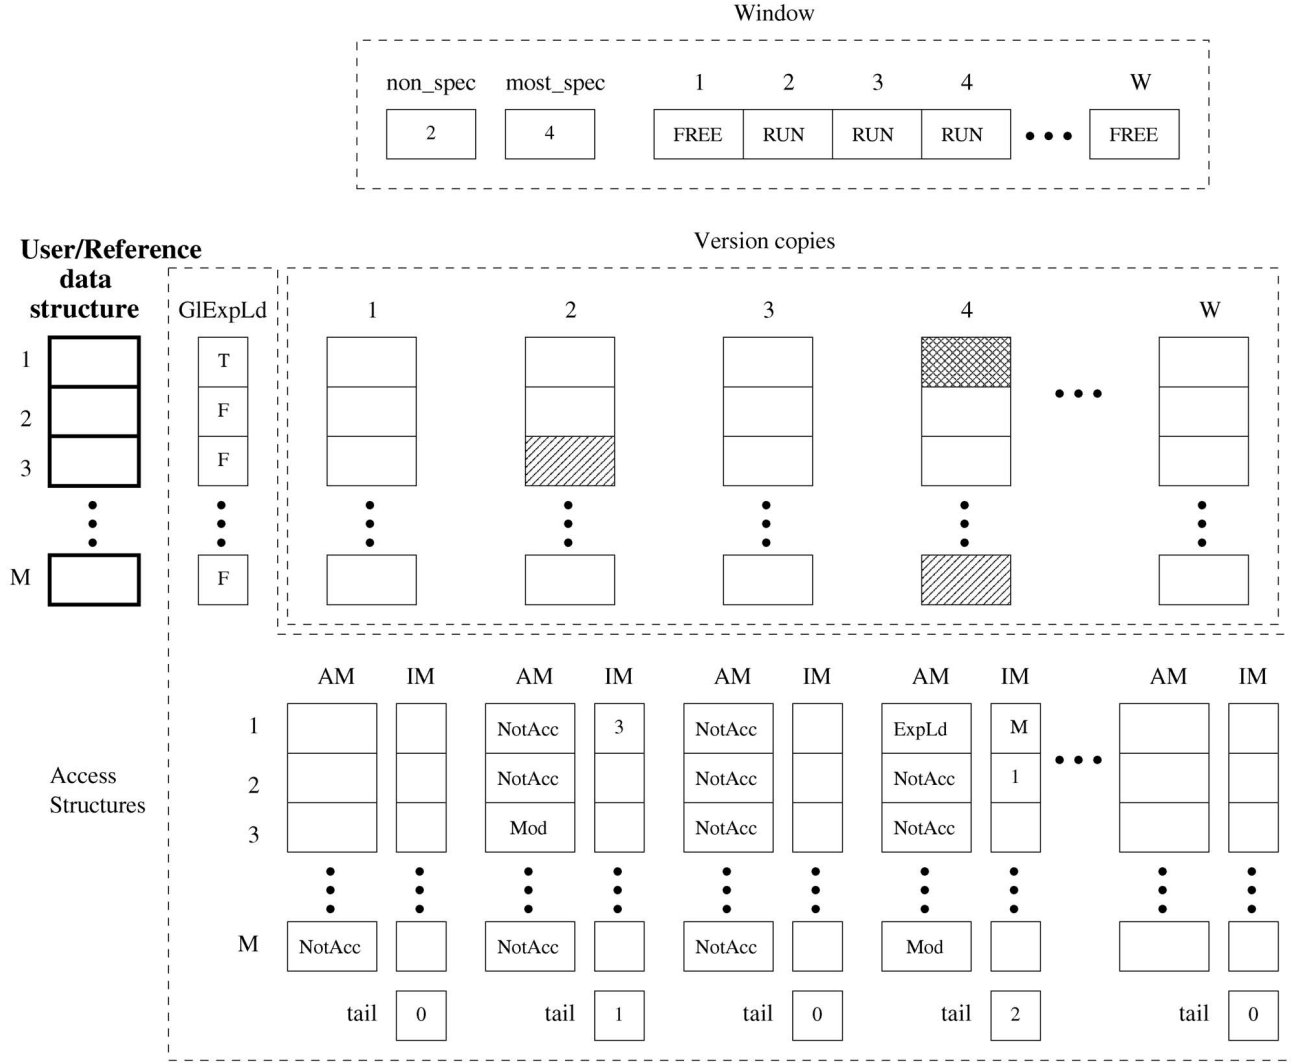 Window
non_spec most_spec 1 2 3 4 W
2 4 FREE RUN RUN RUN FREE
Version copies
User/Reference
data
structure
GlExpLd 1 2 3 4 W
1 T
2 F
3 F
M F
AM IM AM IM AM IM AM IM AM IM
1 NotAcc 3 NotAcc ExpLd M
2 NotAcc NotAcc NotAcc 1
Access
Structures
3 Mod NotAcc NotAcc
M NotAcc NotAcc NotAcc Mod
tail 0 tail 1 tail 0 tail 2 tail 0